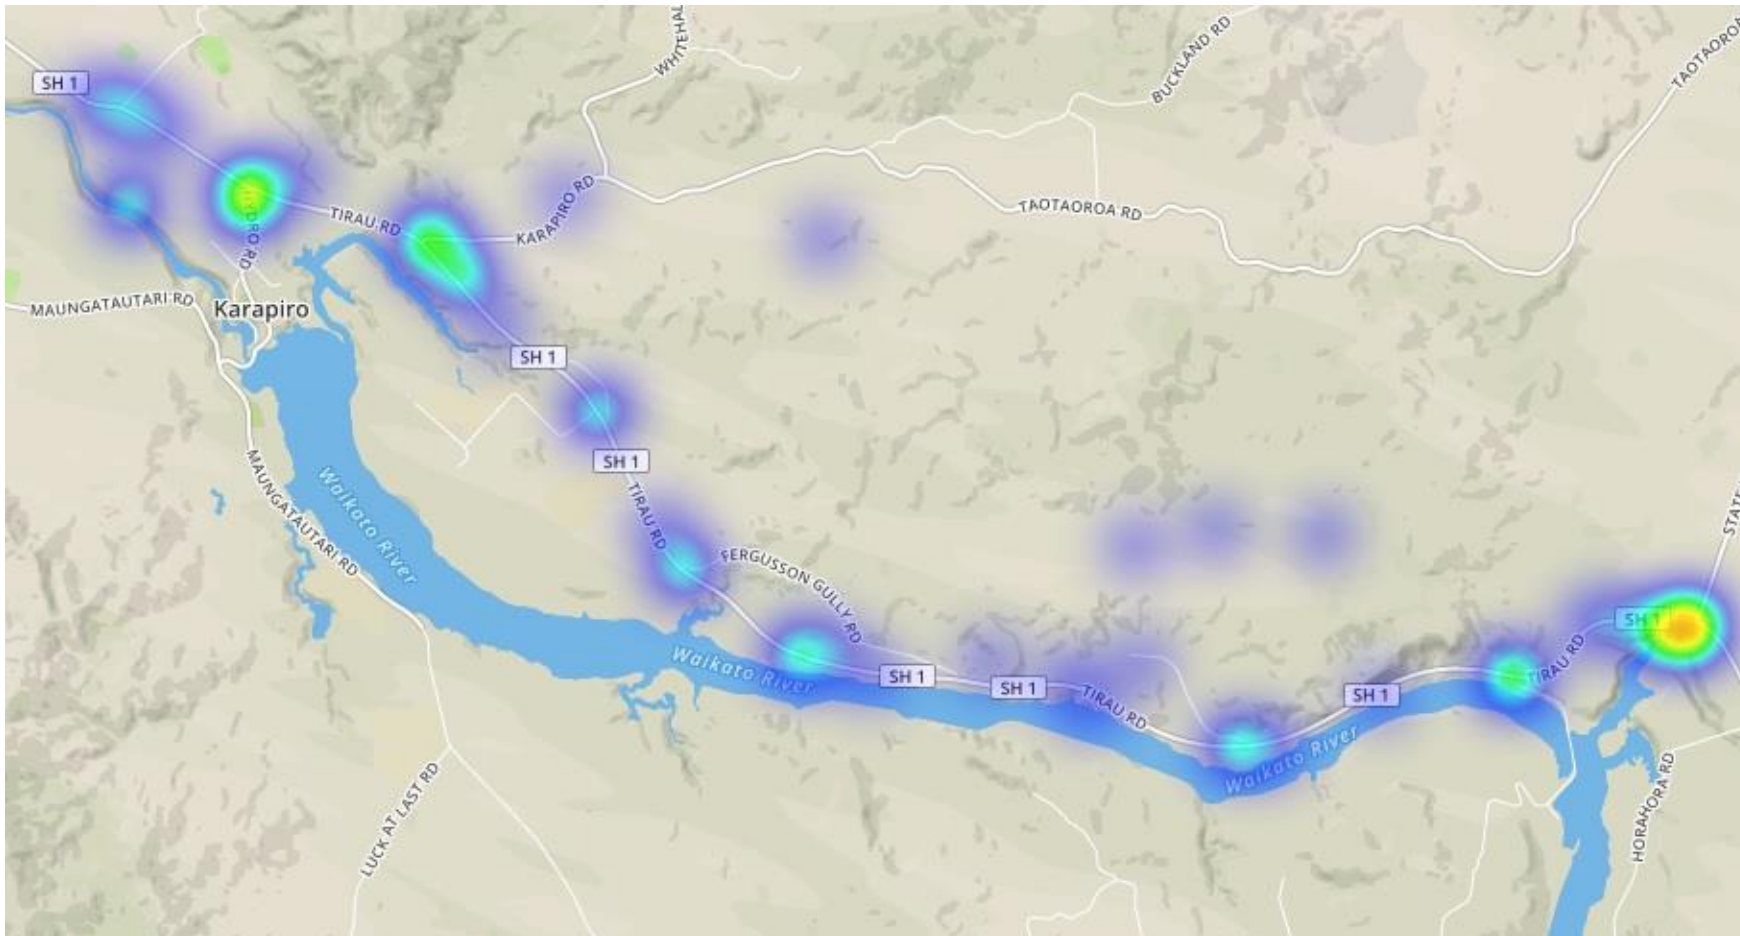 WHITEHAL
BUCKLAND RD
TAOTAOROA
SH 1
TIRAU RD
KARAPIRO RD
TAOTAOROA RD
HYDRO RD
MAUNGATAUTARI RD
Karapiro
SH 1
SH 1
Waikato River
MAUNGATAUTARI RD
TIRAU RD
FERGUSSON GULLY RD
STATE
SH 1
Waikato River
SH 1
SH 1
TIRAU RD
SH 1
TIRAU RD
Waikato River
LUCK AT LAST RD
HORAHORA RD